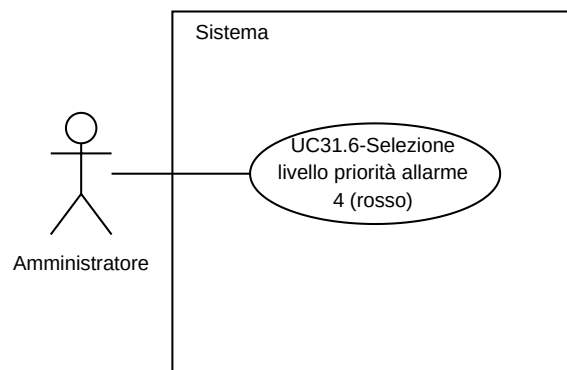 Sistema
UC31.6-Selezione
livello priorità allarme
4 (rosso)
Amministratore